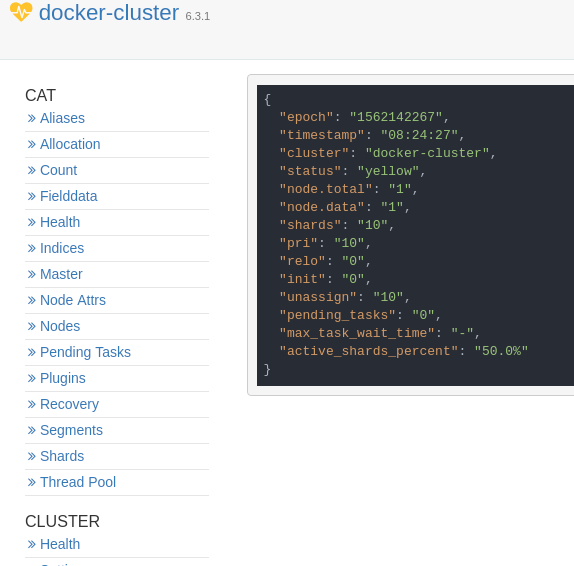 docker-cluster 6.3.1
CAT
Aliases
Allocation
Count
Fielddata
Health
Indices
Master
Node Attrs
Nodes
Pending Tasks
Plugins
Recovery
Segments
Shards
Thread Pool
CLUSTER
Health
{
"epoch": "1562142267",
"timestamp": "08:24:27",
"cluster": "docker-cluster",
"status": "yellow",
"node.total": "1",
"node.data": "1",
"shards": "10",
"pri": "10",
"relo": "0",
"init": "0",
"unassign": "10",
"pending_tasks": "0",
"max_task_wait_time": "-",
"active_shards_percent": "50.0%"
}